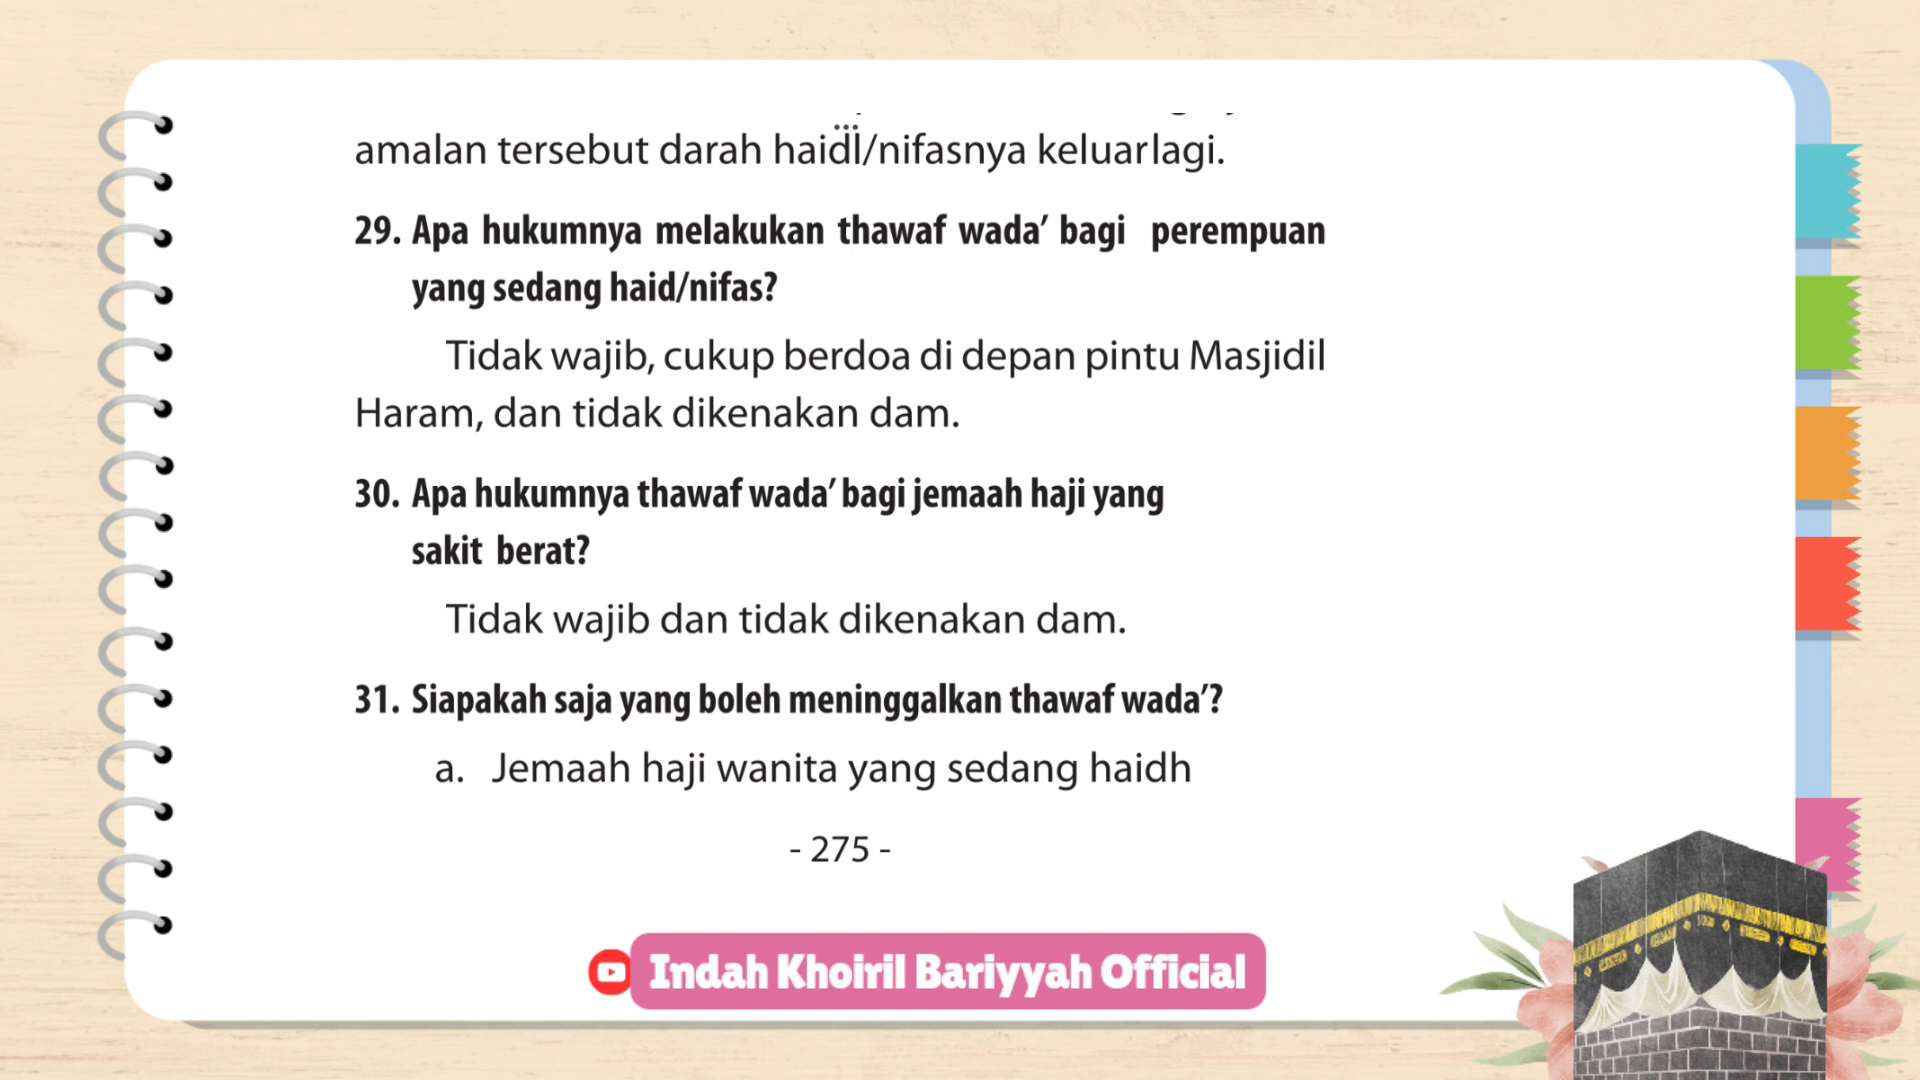 amalan tersebut darah haidl/nifasnya keluar lagi.
29. Apa hukumnya melakukan thawaf wada’ bagi perempuan
yang sedang haid/nifas?
Tidak wajib, cukup berdoa di depan pintu Masjidil
Haram, dan tidak dikenakan dam.
30. Apa hukumnya thawaf wada’ bagi jemaah haji yang
sakit berat?
Tidak wajib dan tidak dikenakan dam.
31. Siapakah saja yang boleh meninggalkan thawaf wada’?
a. Jemaah haji wanita yang sedang haidh
- 275 -
Indah Khoiril Bariyyah Official